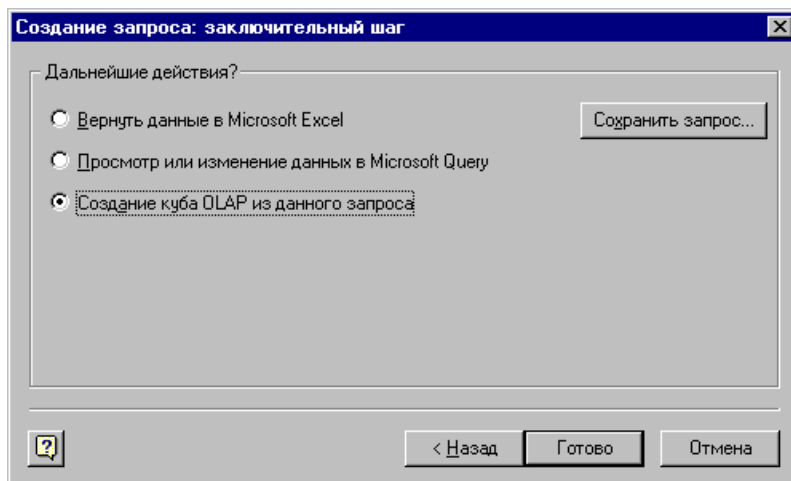 Создание запроса: заключительный шаг
Дальнейшие действия?
Вернуть данные в Microsoft Excel
Сохранить запрос...
Просмотр или изменение данных в Microsoft Query
Создание куба OLAP из данного запроса
< Назад
Готово
Отмена